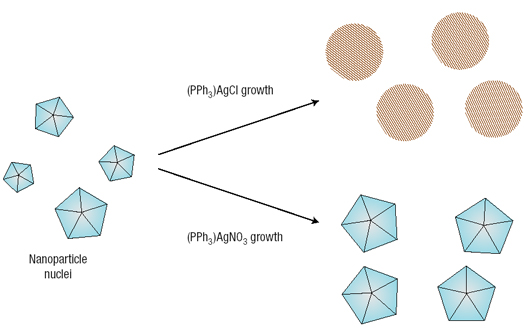 (PPh₃)AgCl growth
(PPh₃)AgNO₃ growth
Nanoparticle
nuclei